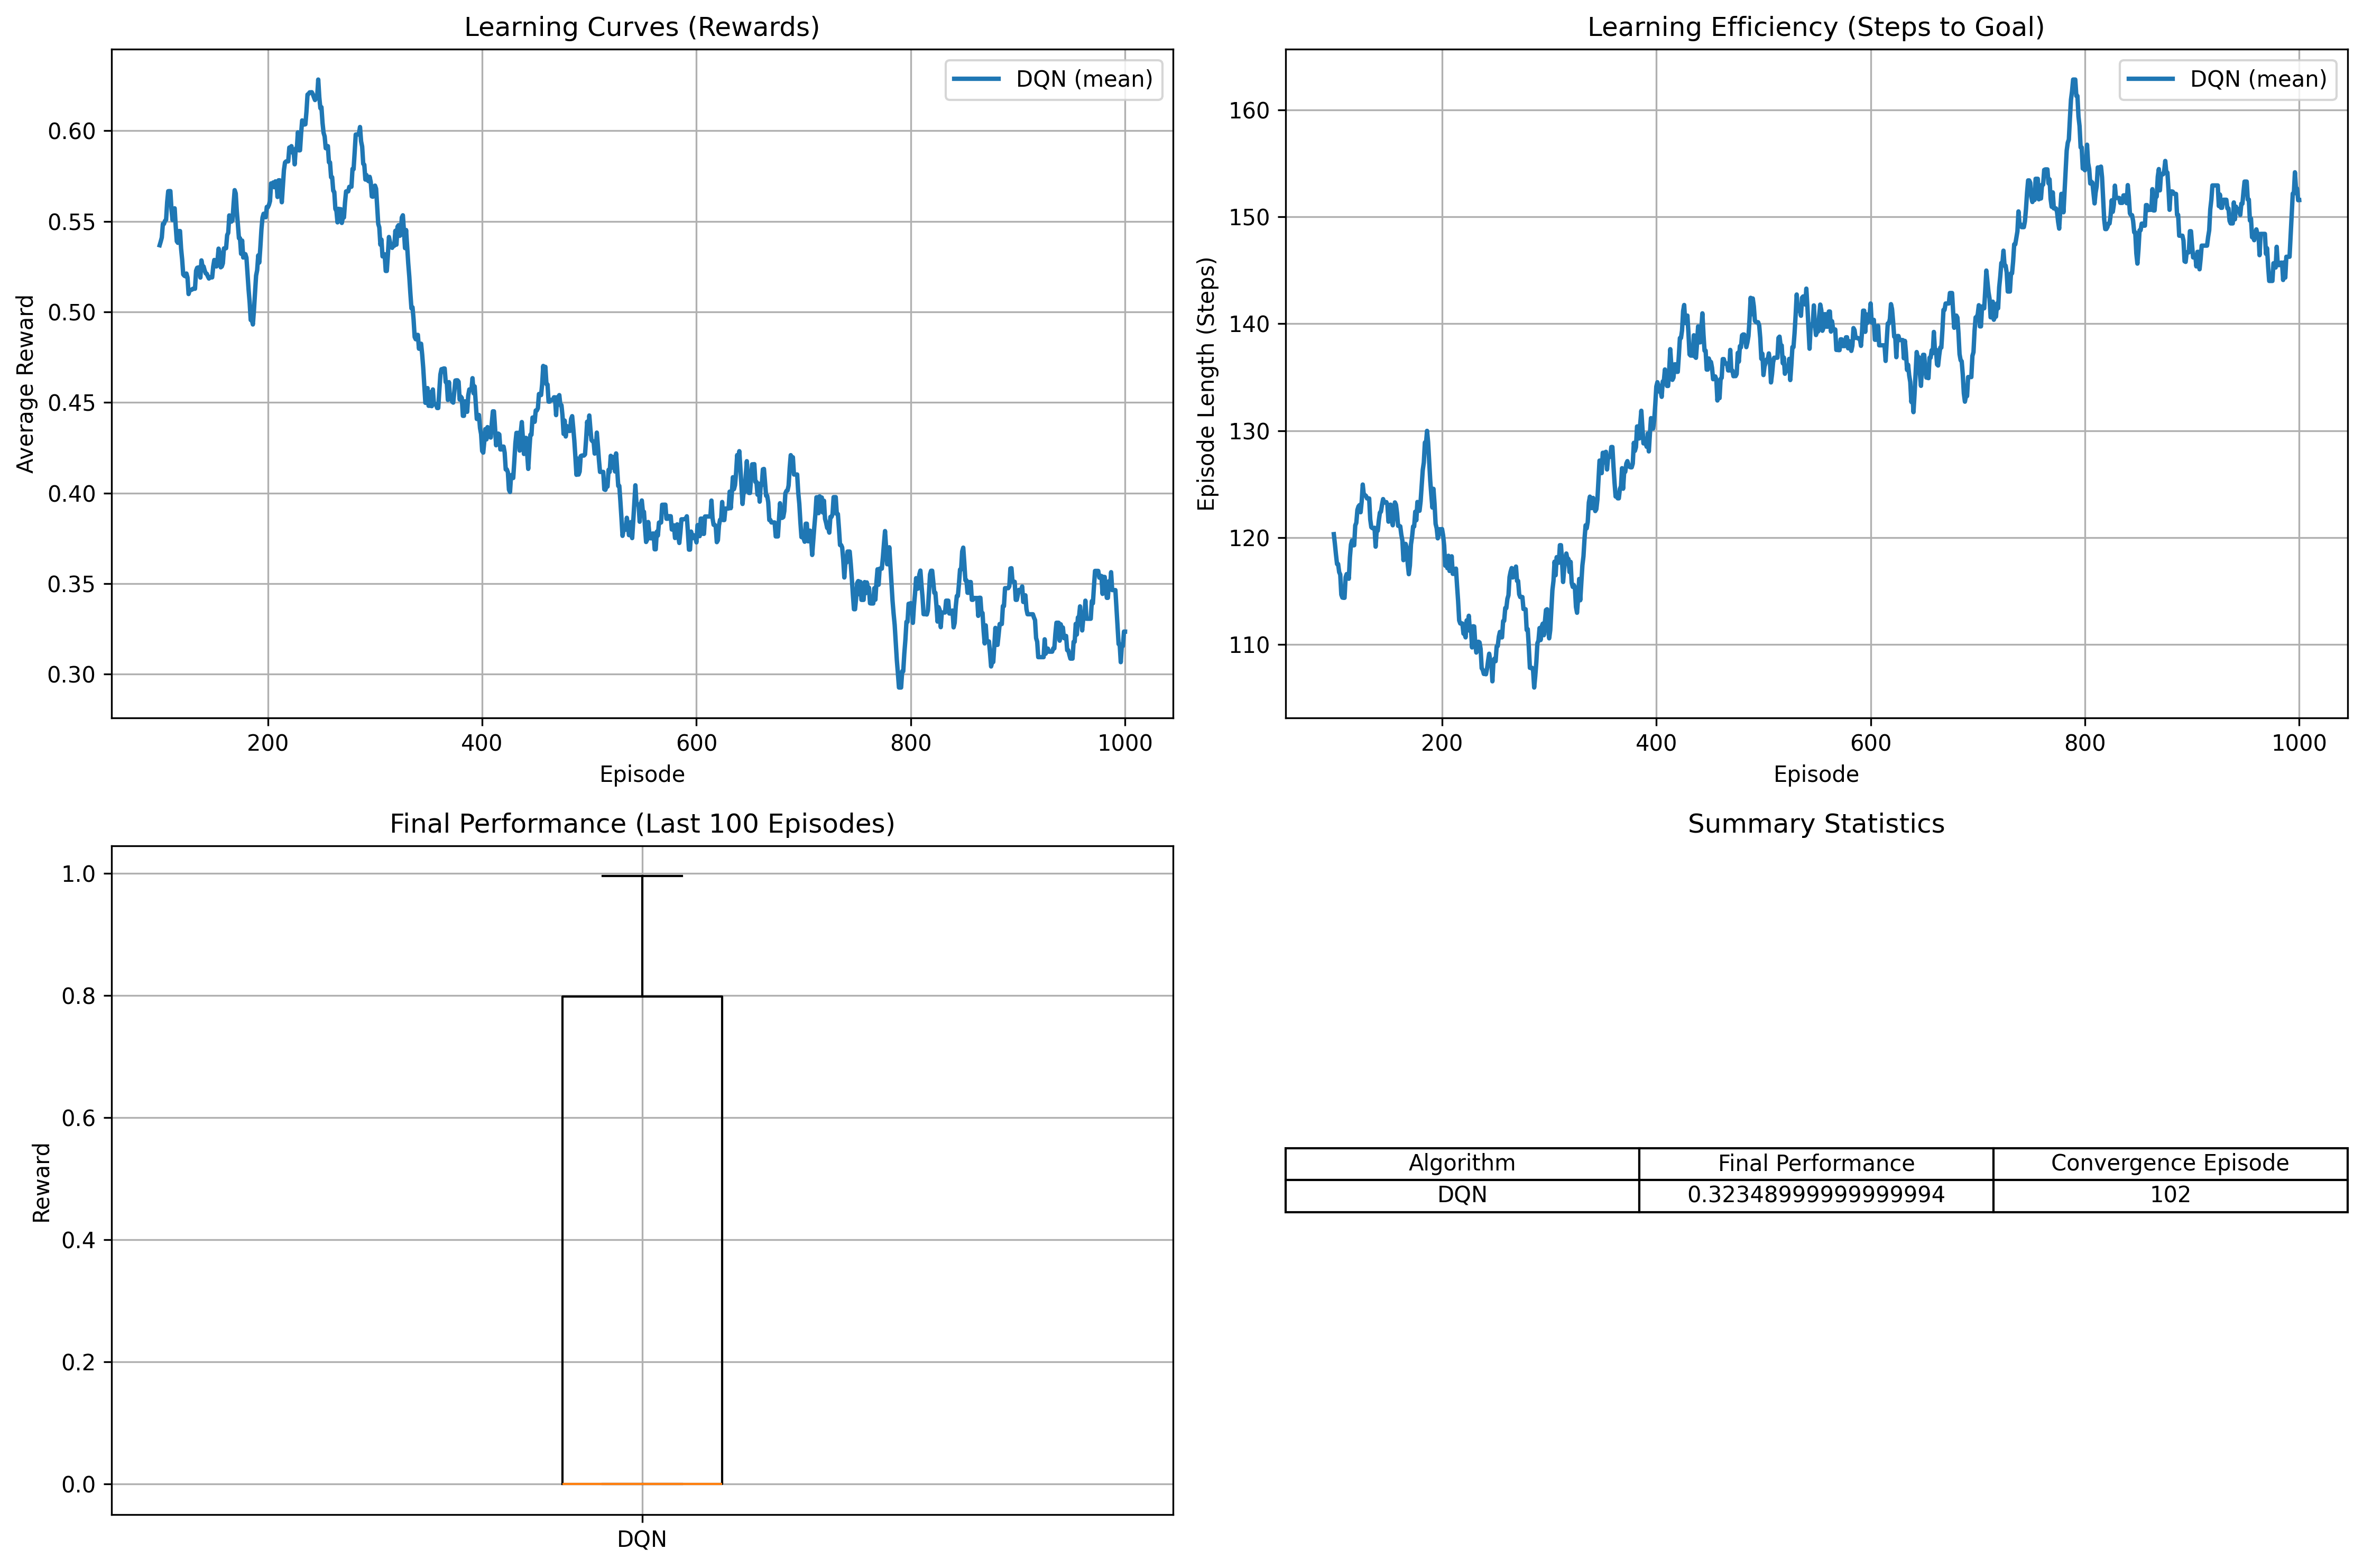 Learning Curves (Rewards)
DQN (mean)
0.60
0.55
0.50
0.45
0.40
0.35
0.30
Average Reward
200 400 600 800 1000
Episode
Learning Efficiency (Steps to Goal)
DQN (mean)
160
150
140
130
120
110
Episode Length (Steps)
200 400 600 800 1000
Episode
Final Performance (Last 100 Episodes)
1.0
0.8
0.6
0.4
0.2
0.0
Reward
DQN
Summary Statistics
Algorithm Final Performance Convergence Episode
DQN 0.32348999999999994 102